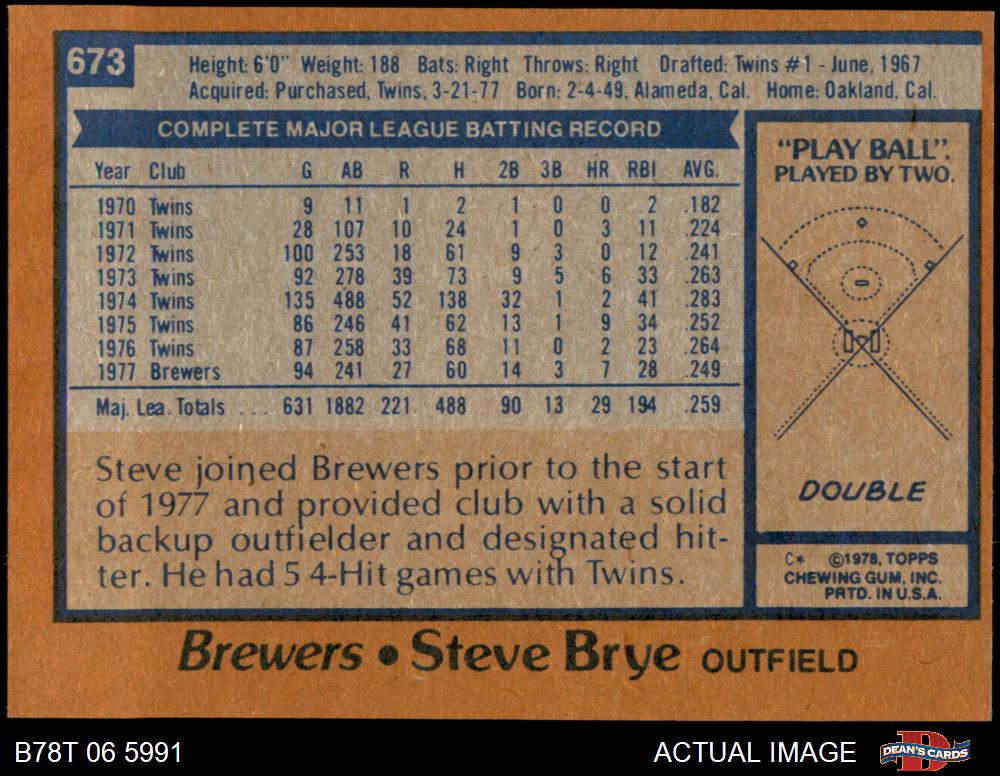 673
Height: 6'0" Weight: 188 Bats: Right Throws: Right Drafted: Twins #1 - June, 1967
Acquired: Purchased, Twins, 3-21-77 Born: 2-4-49, Alameda, Cal. Home: Oakland, Cal.
COMPLETE MAJOR LEAGUE BATTING RECORD
Year Club G AB R H 2B 3B HR RBI AVG.
1970 Twins 9 11 1 2 1 0 0 2 .182
1971 Twins 28 107 10 24 1 0 3 11 .224
1972 Twins 100 253 18 61 9 3 0 12 .241
1973 Twins 92 278 39 73 9 5 6 33 .263
1974 Twins 135 488 52 138 32 1 2 41 .283
1975 Twins 86 246 41 62 13 1 9 34 .252
1976 Twins 87 258 33 68 11 0 2 23 .264
1977 Brewers 94 241 27 60 14 3 7 28 .249
Maj. Lea. Totals ... 631 1882 221 488 90 13 29 194 .259
Steve joined Brewers prior to the start
of 1977 and provided club with a solid
backup outfielder and designated hit-
ter. He had 5 4-Hit games with Twins.
"PLAY BALL".
PLAYED BY TWO.
DOUBLE
C* ©1978, TOPPS
CHEWING GUM, INC.
PRTD. IN U.S.A.
Brewers • Steve Brye OUTFIELD
B78T 06 5991
ACTUAL IMAGE
DEAN'S CARDS